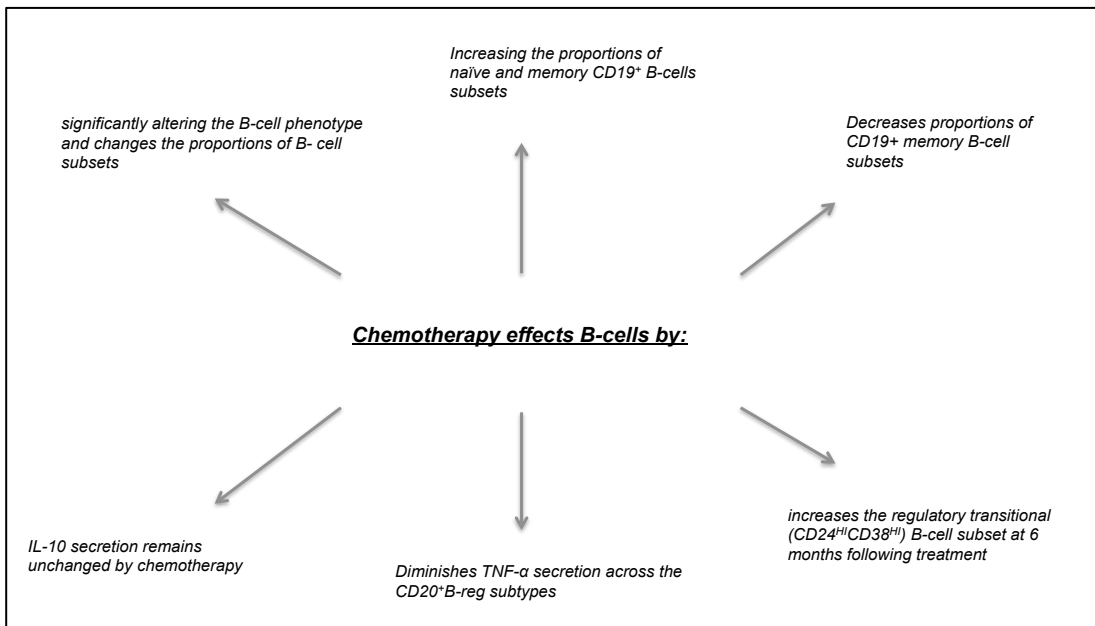 Increasing the proportions of
naïve and memory CD19⁺ B-cells
subsets
significantly altering the B-cell phenotype
and changes the proportions of B- cell
subsets
Decreases proportions of
CD19+ memory B-cell
subsets
Chemotherapy effects B-cells by:
IL-10 secretion remains
unchanged by chemotherapy
Diminishes TNF-α secretion across the
CD20⁺B-reg subtypes
increases the regulatory transitional
(CD24ᴴᴵCD38ᴴᴵ) B-cell subset at 6
months following treatment